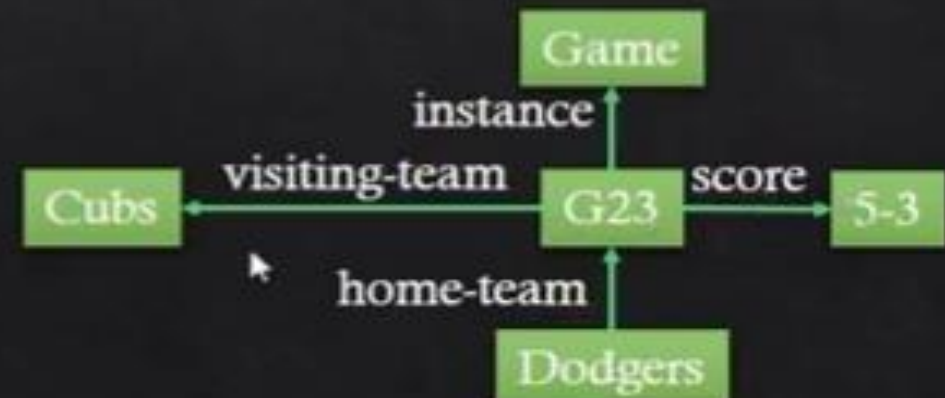 Game
instance
visiting-team
score
Cubs
G23
5-3
home-team
Dodgers